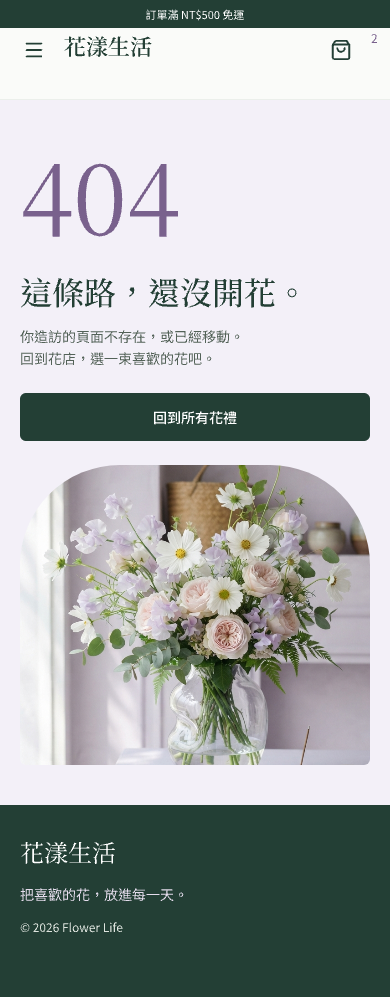 訂單滿 NT$500 免運
花漾生活
2
404
這條路，還沒開花。
你造訪的頁面不存在，或已經移動。
回到花店，選一束喜歡的花吧。
回到所有花禮
花漾生活
把喜歡的花，放進每一天。
© 2026 Flower Life